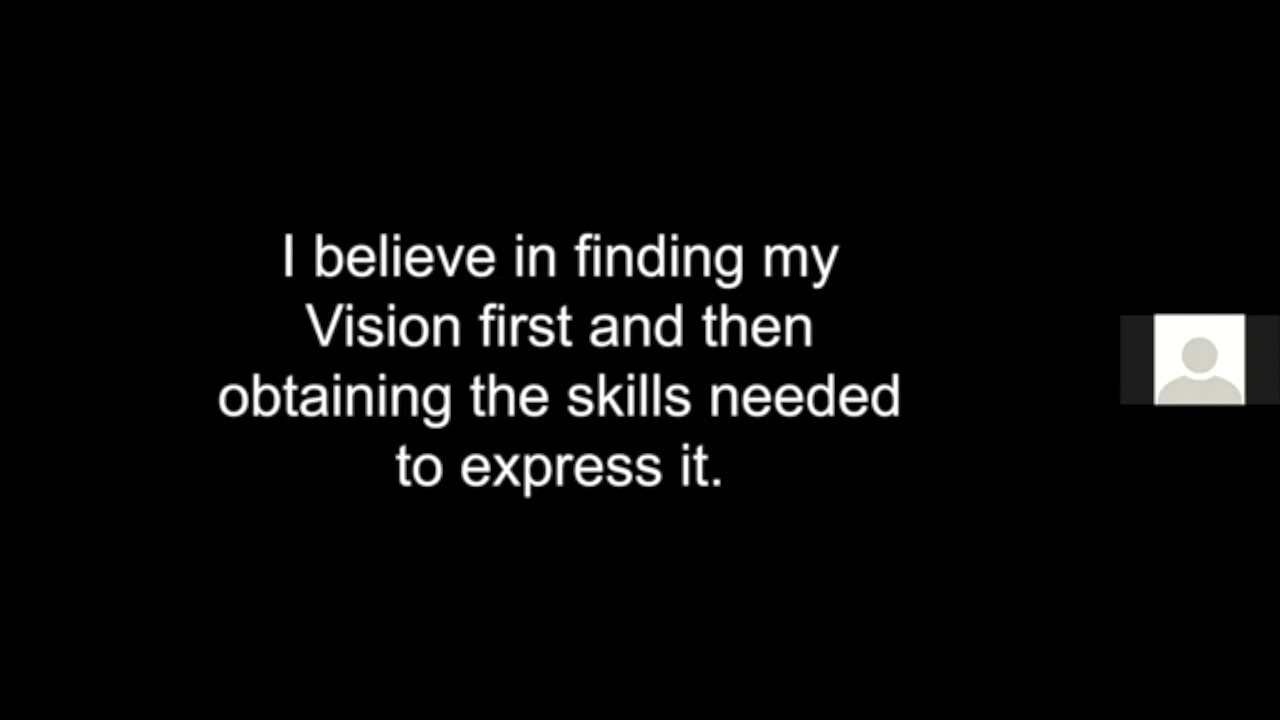 I believe in finding my
Vision first and then
obtaining the skills needed
to express it.